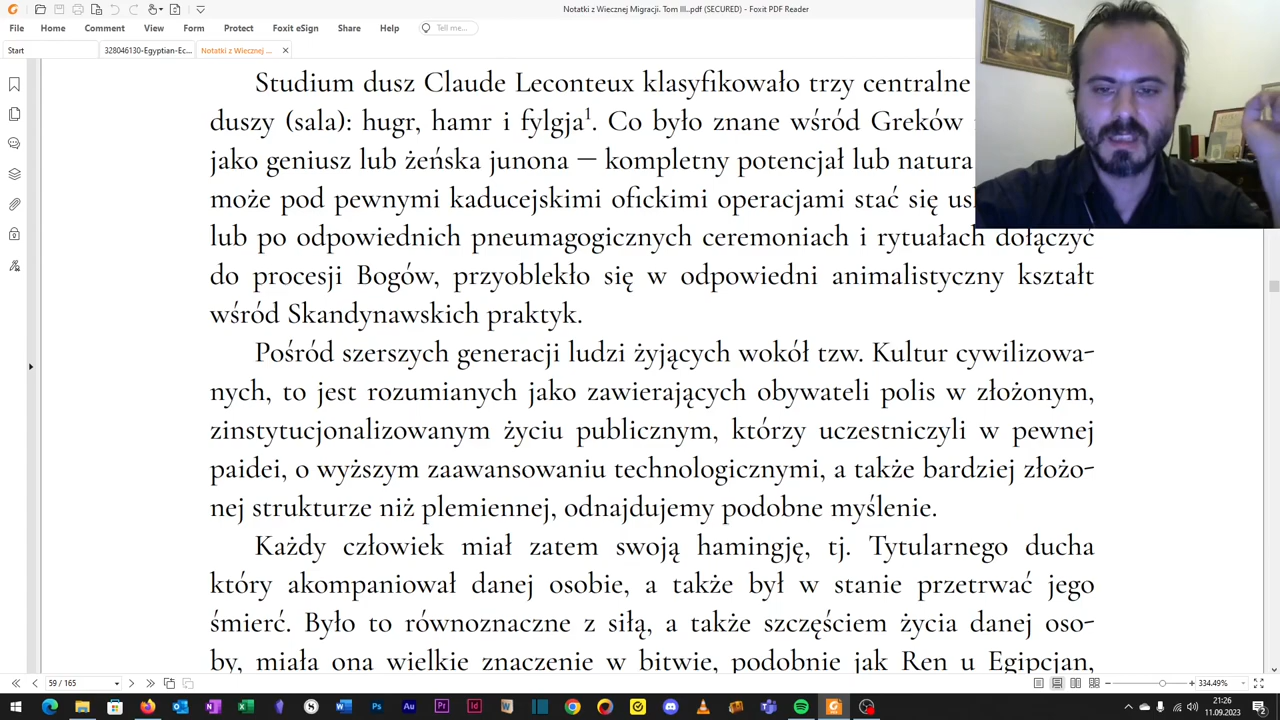 Notatki z Wiecznej Migracji. Tom III..pdf (SECURED) - Foxit PDF Reader
File Home Comment View Form Protect Foxit eSign Share Help Tell me...
Start 328046130-Egyptian-Ec... Notatki z Wiecznej ...
Studium dusz Claude Leconteux klasyfikowało trzy centralne
duszy (sala): hugr, hamr i fylgja¹. Co było znane wśród Greków
jako geniusz lub żeńska junona — kompletny potencjał lub natura
może pod pewnymi kaducejskimi ofickimi operacjami stać się
lub po odpowiednich pneumagogicznych ceremoniach i rytuałach dołączyć
do procesji Bogów, przyoblekło się w odpowiedni animalistyczny kształt
wśród Skandynawskich praktyk.
Pośród szerszych generacji ludzi żyjących wokół tzw. Kultur cywilizowa-
nych, to jest rozumianych jako zawierających obywateli polis w złożonym,
zinstytucjonalizowanym życiu publicznym, którzy uczestniczyli w pewnej
paidei, o wyższym zaawansowaniu technologicznymi, a także bardziej złożo-
nej strukturze niż plemiennej, odnajdujemy podobne myślenie.
Każdy człowiek miał zatem swoją hamingję, tj. Tytularnego ducha
który akompaniował danej osobie, a także był w stanie przetrwać jego
śmierć. Było to równoznaczne z siłą, a także szczęściem życia danej oso-
by, miała ona wielkie znaczenie w bitwie, podobnie jak Ren u Egipcjan,
59 / 165
334.49%
21:26
11.09.2023